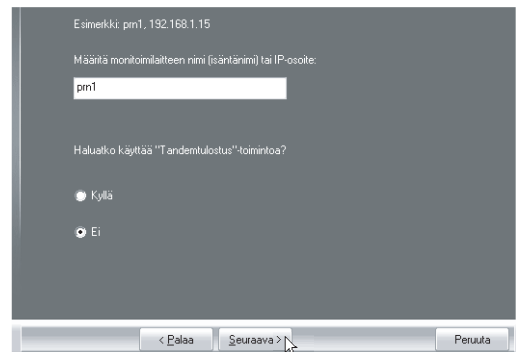 Esimerkki: prn1, 192.168.1.15
Määritä monitoimilaitteen nimi (isäntänimi) tai IP-osoite:
prn1
Haluatko käyttää "Tandemtulostus"-toimintoa?
Kyllä
Ei
< Palaa
Seuraava >
Peruuta